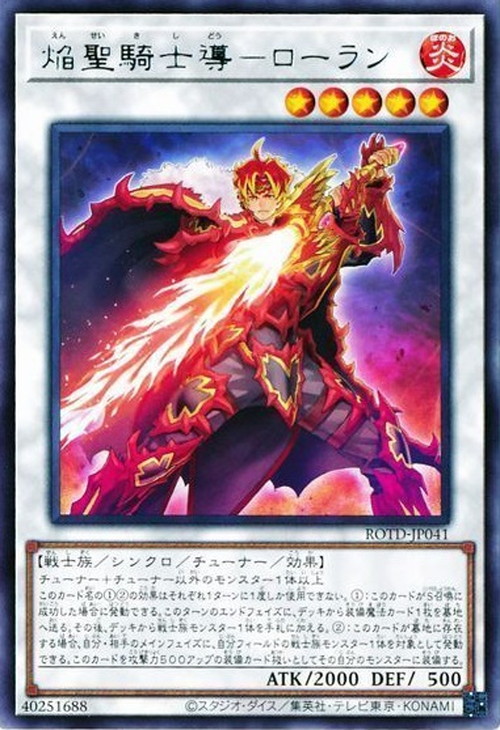 えんせいきしどう
焔聖騎士導－ローラン
ほのお
炎
ROTD-JP041
【戦士族／シンクロ／チューナー／効果】
チューナー＋チューナー以外のモンスター1体以上
このカード名の①②の効果はそれぞれ1ターンに1度しか使用できない。①：このカードがS召喚に
成功した場合に発動できる。このターンのエンドフェイズに、デッキから装備魔法カード1枚を墓地
へ送る。その後、デッキから戦士族モンスター1体を手札に加える。②：このカードが墓地に存在
する場合、自分・相手のメインフェイズに、自分フィールドの戦士族モンスター1体を対象として発動
できる。このカードを攻撃力500アップの装備カード扱いとしてその自分のモンスターに装備する。
ATK/2000 DEF/ 500
40251688
©スタジオ・ダイス／集英社・テレビ東京・KONAMI